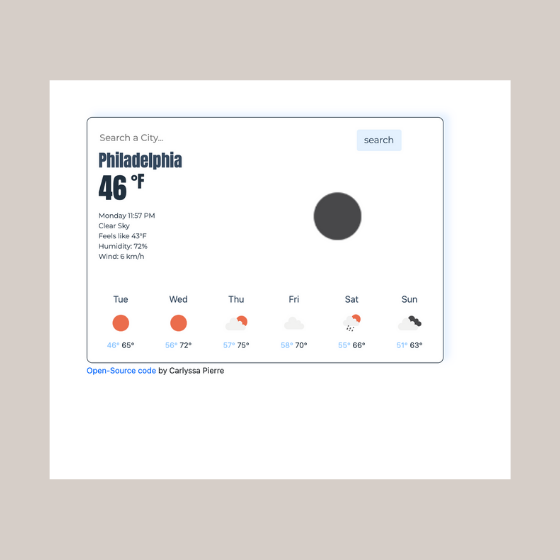 Search a City...
search
Philadelphia
46 °F
Monday 11:57 PM
Clear Sky
Feels like 43°F
Humidity: 72%
Wind: 6 km/h
Tue Wed Thu Fri Sat Sun
46° 65° 56° 72° 57° 75° 58° 70° 55° 66° 51° 63°
Open-Source code by Carlyssa Pierre